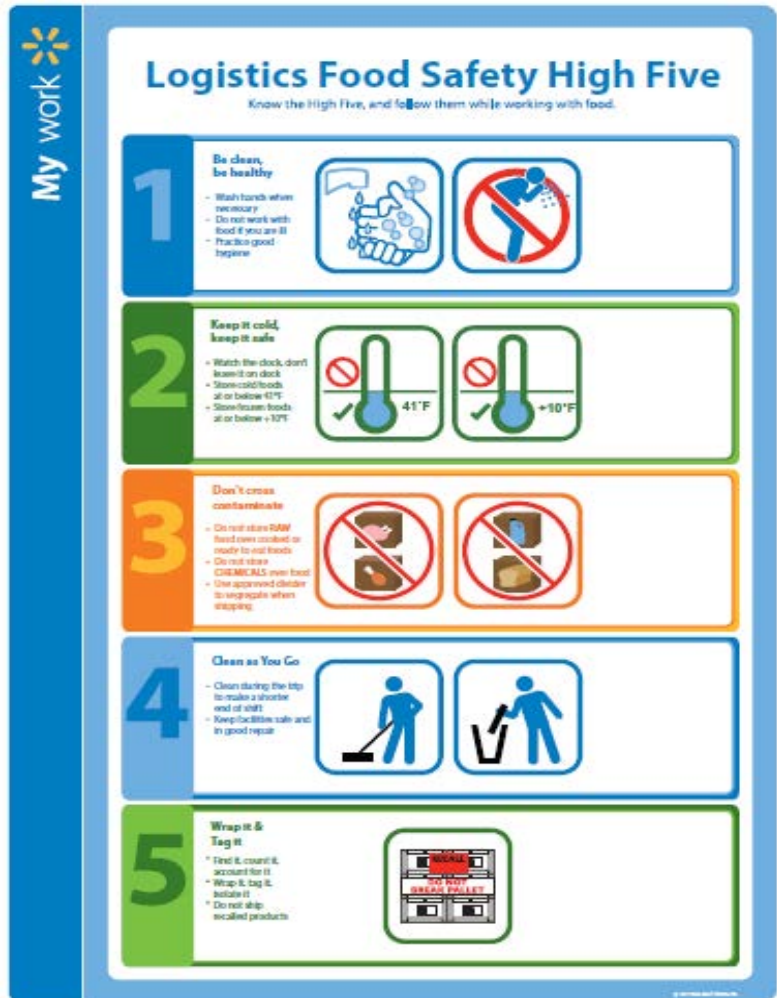 My work
Logistics Food Safety High Five
Know the High Five, and follow them while working with food.
1
Be clean,
be healthy
- Wash hands when
necessary
- Do not work with
food if you are ill
- Practice good
hygiene
2
Keep it cold,
keep it safe
- Watch the clock, don't
leave it on dock
- Store cold foods
at or below 41°F
- Store frozen foods
at or below +10°F
41°F
+10°F
3
Don't cross
contaminate
- Do not store RAW
food over cooked or
ready to eat foods
- Do not store
CHEMICALS over food
- Use approved divider
to segregate when
shipping
4
Clean as You Go
- Clean during the trip
to make a shorter
end of shift
- Keep facilities safe and
in good repair
5
Wrap it &
Tag it
* Find it, count it,
account for it
* Wrap it, tag it,
isolate it
* Do not ship
recalled products
RECALL
DO NOT
BREAK PALLET